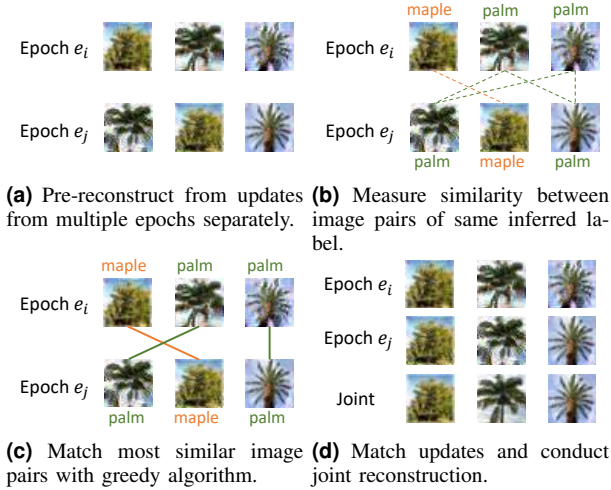 Epoch e_i
Epoch e_j
(a) Pre-reconstruct from updates
from multiple epochs separately.
maple palm palm
Epoch e_i
Epoch e_j
palm maple palm
(b) Measure similarity between
image pairs of same inferred la-
bel.
maple palm palm
Epoch e_i
Epoch e_j
palm maple palm
(c) Match most similar image
pairs with greedy algorithm.
Epoch e_i
Epoch e_j
Joint
(d) Match updates and conduct
joint reconstruction.